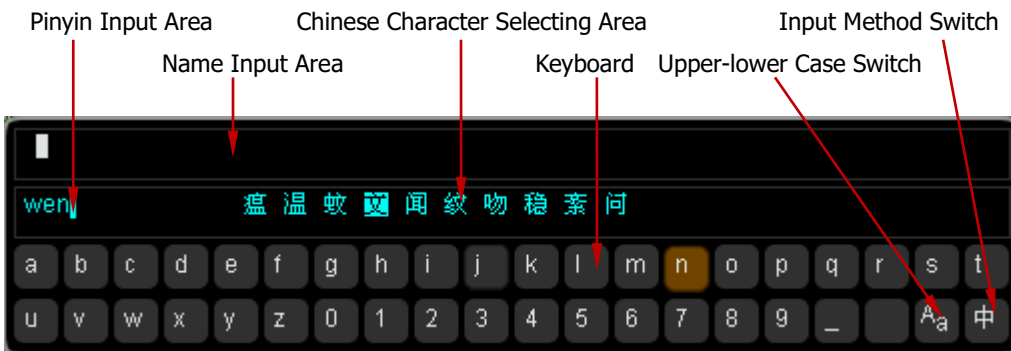 Pinyin Input Area Chinese Character Selecting Area Input Method Switch
Name Input Area Keyboard Upper-lower Case Switch
wen 瘟 温 蚊 文 闻 纹 吻 稳 紊 问
a b c d e f g h i j k l m n o p q r s t
u v w x y z 0 1 2 3 4 5 6 7 8 9 _ Aa 中